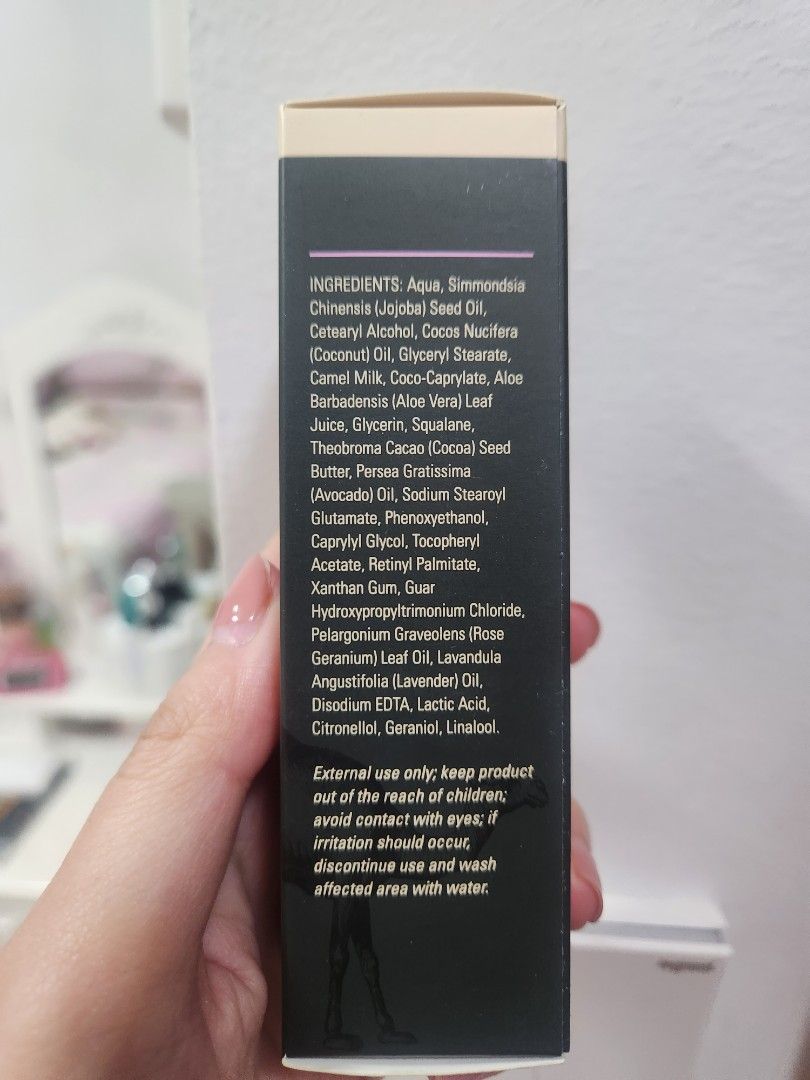 INGREDIENTS: Aqua, Simmondsia
Chinensis (Jojoba) Seed Oil,
Cetearyl Alcohol, Cocos Nucifera
(Coconut) Oil, Glyceryl Stearate,
Camel Milk, Coco-Caprylate, Aloe
Barbadensis (Aloe Vera) Leaf
Juice, Glycerin, Squalane,
Theobroma Cacao (Cocoa) Seed
Butter, Persea Gratissima
(Avocado) Oil, Sodium Stearoyl
Glutamate, Phenoxyethanol,
Caprylyl Glycol, Tocopheryl
Acetate, Retinyl Palmitate,
Xanthan Gum, Guar
Hydroxypropyltrimonium Chloride,
Pelargonium Graveolens (Rose
Geranium) Leaf Oil, Lavandula
Angustifolia (Lavender) Oil,
Disodium EDTA, Lactic Acid,
Citronellol, Geraniol, Linalool.
External use only; keep product
out of the reach of children;
avoid contact with eyes; if
irritation should occur,
discontinue use and wash
affected area with water.